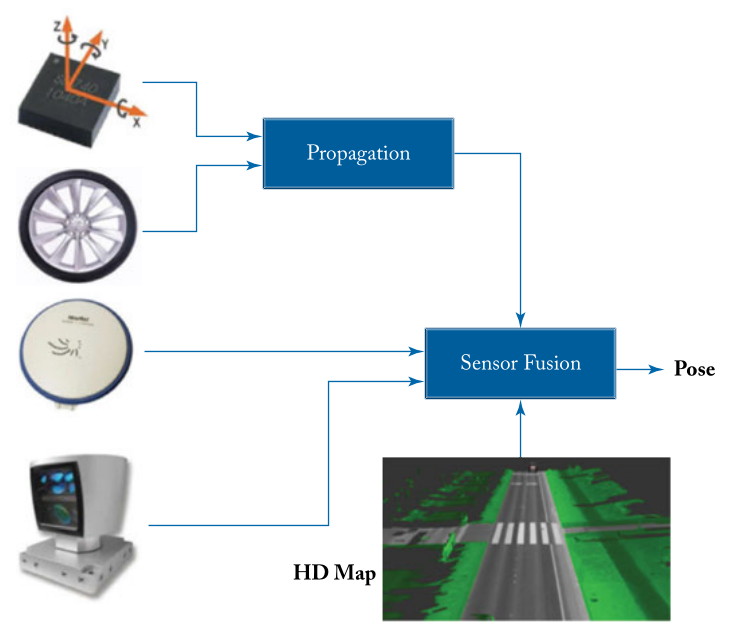 Z
Y
X
Propagation
Sensor Fusion
Pose
HD Map